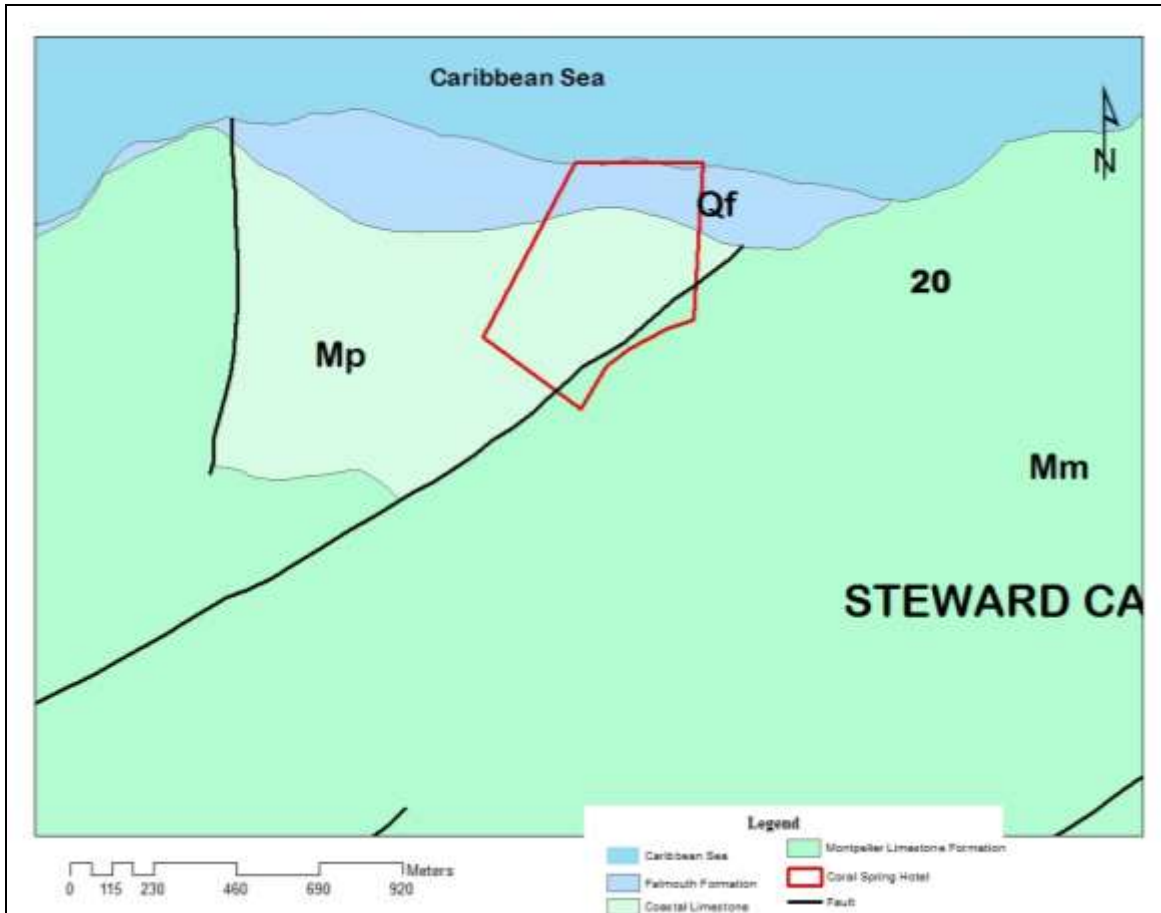 Caribbean Sea
N
Qf
20
Mp
Mm
STEWARD CA
Legend
Caribbean Sea
Montpelier Limestone Formation
Falmouth Formation
Coral Spring Hotel
Coastal Limestone
Fault
Meters
0 115 230 460 690 920